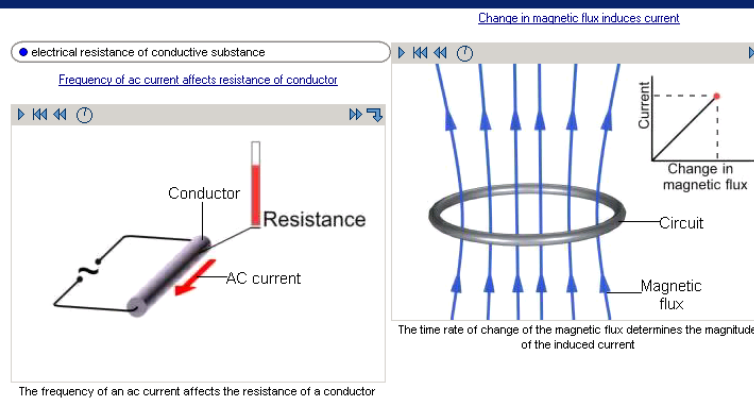 Change in magnetic flux induces current
electrical resistance of conductive substance
Frequency of ac current affects resistance of conductor
Conductor
Resistance
AC current
The frequency of an ac current affects the resistance of a conductor
Current
Change in
magnetic flux
Circuit
Magnetic
flux
The time rate of change of the magnetic flux determines the magnitude
of the induced current